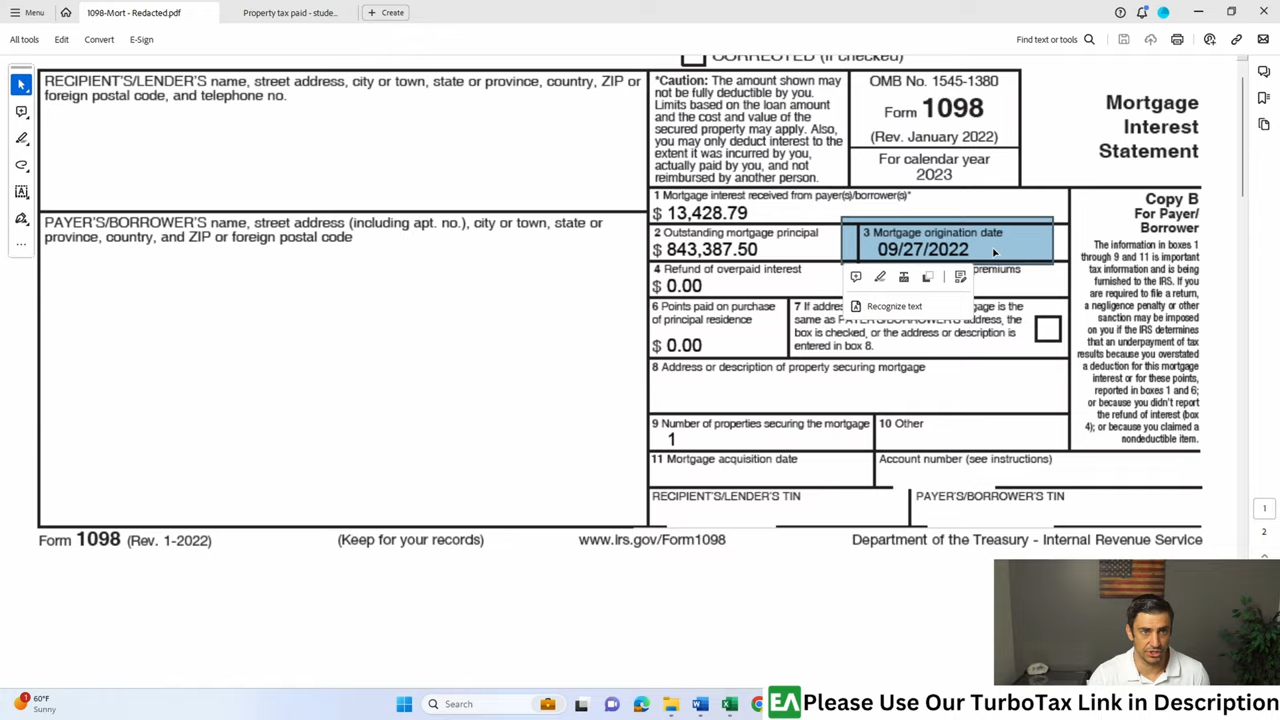 Menu
1098-Mort - Redacted.pdf
Property tax paid - stude...
Create
All tools
Edit
Convert
E-Sign
Find text or tools
CORRECTED (if checked)
RECIPIENT'S/LENDER'S name, street address, city or town, state or province, country, ZIP or
foreign postal code, and telephone no.
*Caution: The amount shown may
not be fully deductible by you.
Limits based on the loan amount
and the cost and value of the
secured property may apply. Also,
you may only deduct interest to the
extent it was incurred by you,
actually paid by you, and not
reimbursed by another person.
OMB No. 1545-1380
Form 1098
(Rev. January 2022)
For calendar year
2023
Mortgage
Interest
Statement
1 Mortgage interest received from payer(s)/borrower(s)*
$ 13,428.79
Copy B
For Payer/
Borrower
The information in boxes 1
through 9 and 11 is important
tax information and is being
furnished to the IRS. If you
are required to file a return,
a negligence penalty or other
sanction may be imposed
on you if the IRS determines
that an underpayment of tax
results because you overstated
a deduction for this mortgage
interest or for these points,
reported in boxes 1 and 6;
or because you didn't report
the refund of interest (box
4); or because you claimed a
nondeductible item.
PAYER'S/BORROWER'S name, street address (including apt. no.), city or town, state or
province, country, and ZIP or foreign postal code
2 Outstanding mortgage principal
$ 843,387.50
3 Mortgage origination date
09/27/2022
4 Refund of overpaid interest
$ 0.00
premiums
Recognize text
6 Points paid on purchase
of principal residence
$ 0.00
7 If address
gage is the
same as PAYER'S/BORROWER'S address, the
box is checked, or the address or description is
entered in box 8.
8 Address or description of property securing mortgage
9 Number of properties securing the mortgage
1
10 Other
11 Mortgage acquisition date
Account number (see instructions)
RECIPIENT'S/LENDER'S TIN
PAYER'S/BORROWER'S TIN
Form 1098 (Rev. 1-2022)
(Keep for your records)
www.irs.gov/Form1098
Department of the Treasury - Internal Revenue Service
1
2
1
60°F
Sunny
Search
EA Please Use Our TurboTax Link in Description